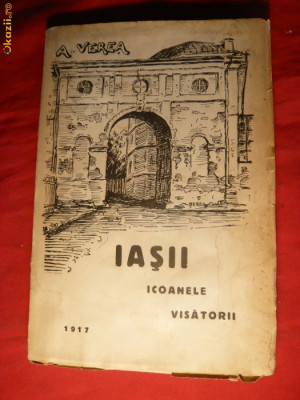 Okazii.ro
A. VEREA
IAȘII
ICOANELE
VISĂTORII
1917